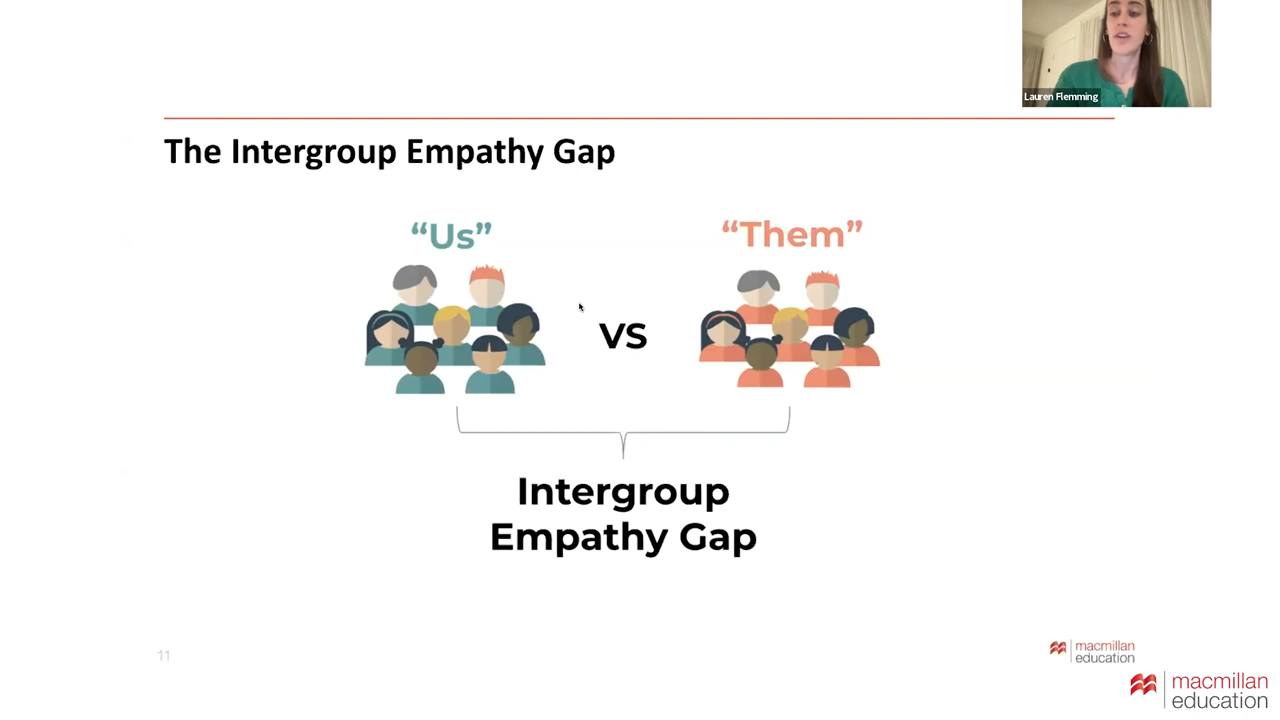 Lauren Flemming
The Intergroup Empathy Gap
“Us”
“Them”
VS
Intergroup
Empathy Gap
11
macmillan
education
macmillan
education